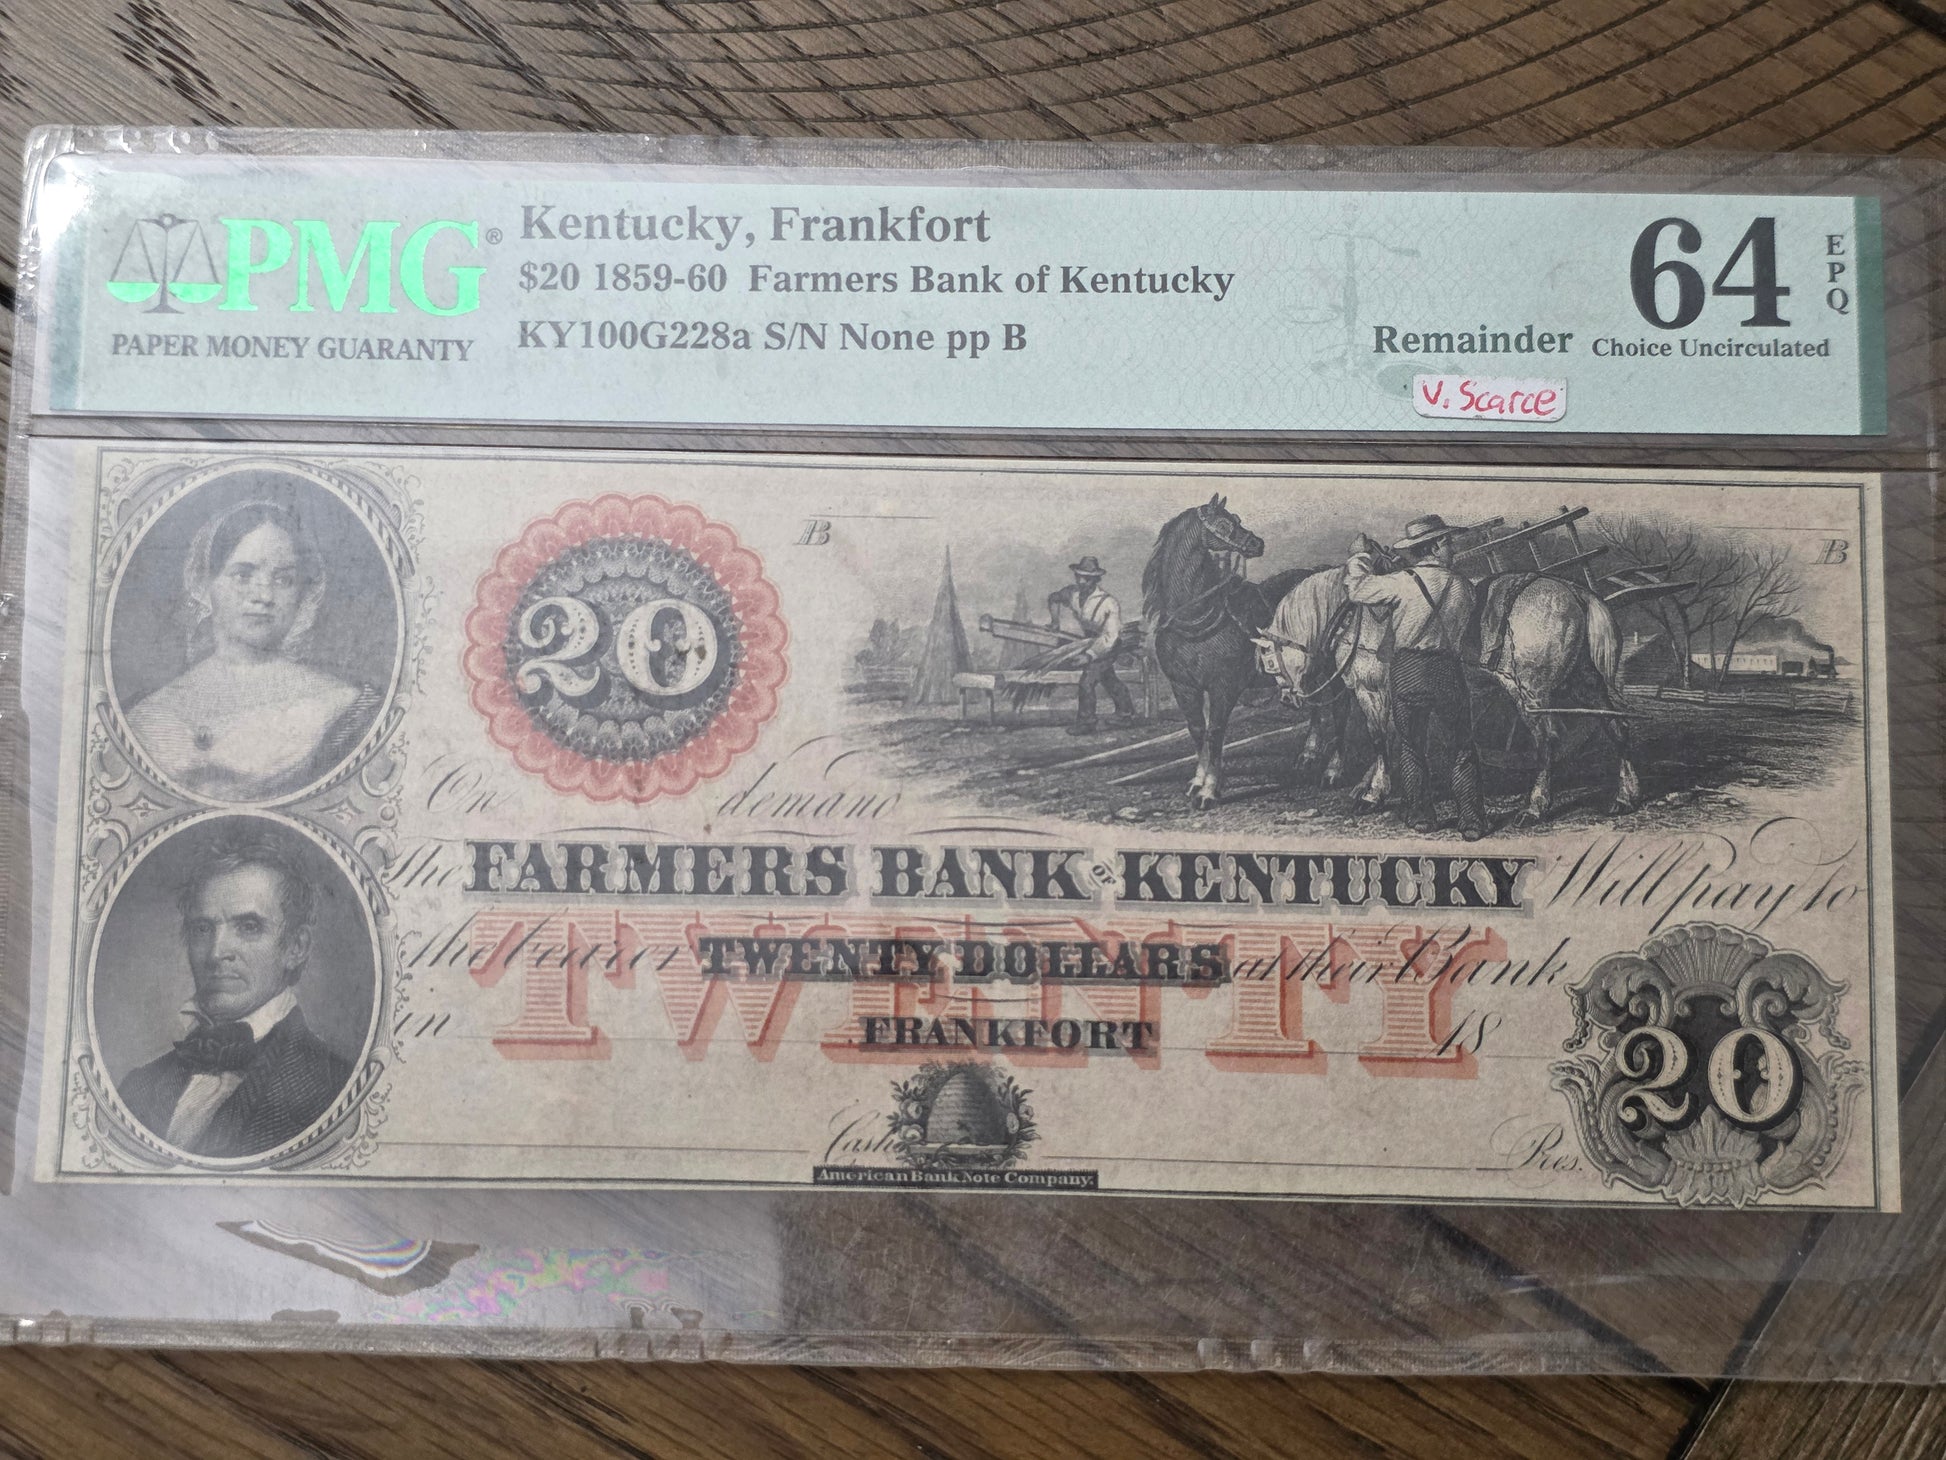 PMG®
PAPER MONEY GUARANTY
Kentucky, Frankfort
$20 1859-60 Farmers Bank of Kentucky
KY100G228a S/N None pp B
Remainder
64
EPQ
Choice Uncirculated
V. Scarce
20
B
B
On demand
The FARMERS BANK OF KENTUCKY Will pay to
the bearer TWENTY DOLLARS at their Bank
TWENTY
in FRANKFORT 18
20
Cashr
Pres.
American Bank Note Company.